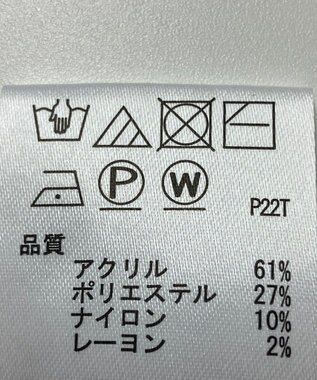 P W P22T
品質
アクリル 61%
ポリエステル 27%
ナイロン 10%
レーヨン 2%